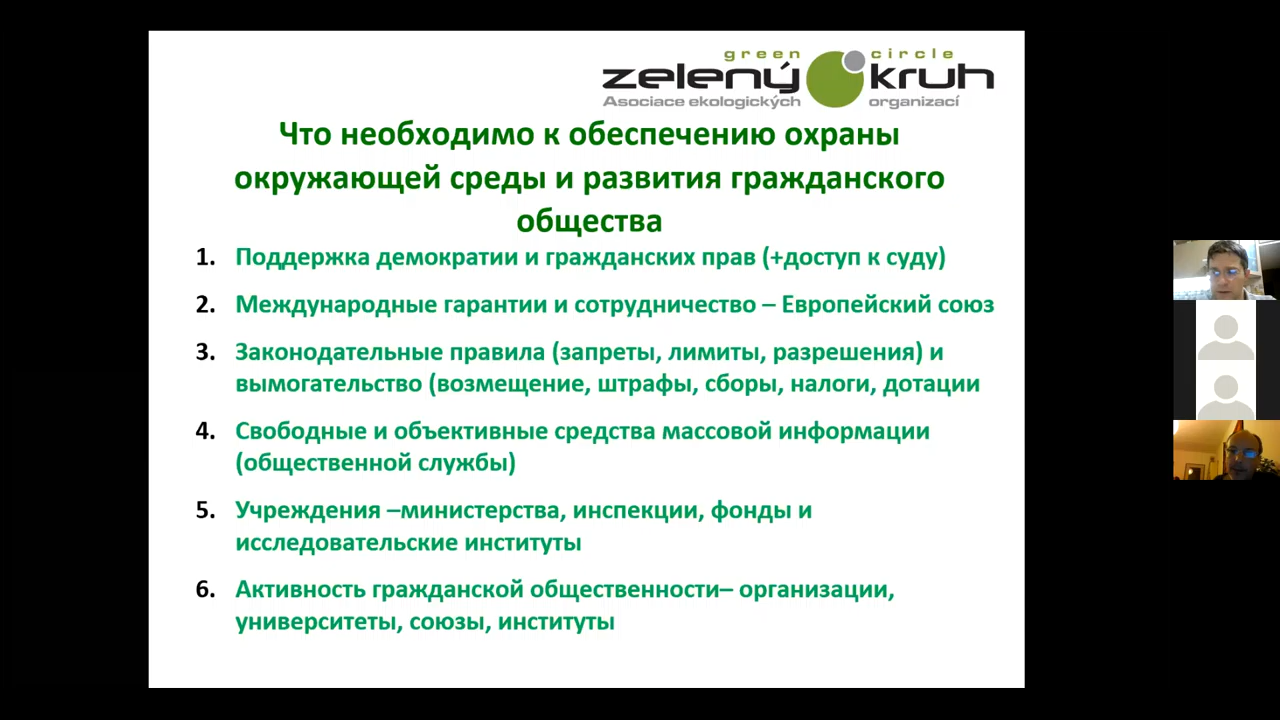 green circle
zelený kruh
Asociace ekologických organizací
Что необходимо к обеспечению охраны
окружающей среды и развития гражданского
общества
1. Поддержка демократии и гражданских прав (+доступ к суду)
2. Международные гарантии и сотрудничество – Европейский союз
3. Законодательные правила (запреты, лимиты, разрешения) и
вымогательство (возмещение, штрафы, сборы, налоги, дотации
4. Свободные и объективные средства массовой информации
(общественной службы)
5. Учреждения –министерства, инспекции, фонды и
исследовательские институты
6. Активность гражданской общественности– организации,
университеты, союзы, институты